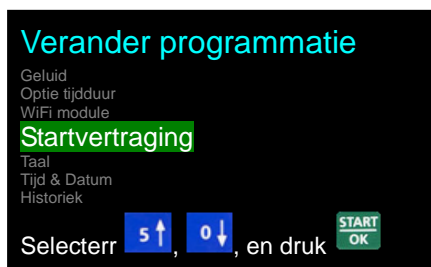 Verander programmatie
Geluid
Optie tijdduur
WiFi module
Startvertraging
Taal
Tijd & Datum
Historiek
Selecterr 5↑, 0↓, en druk START OK